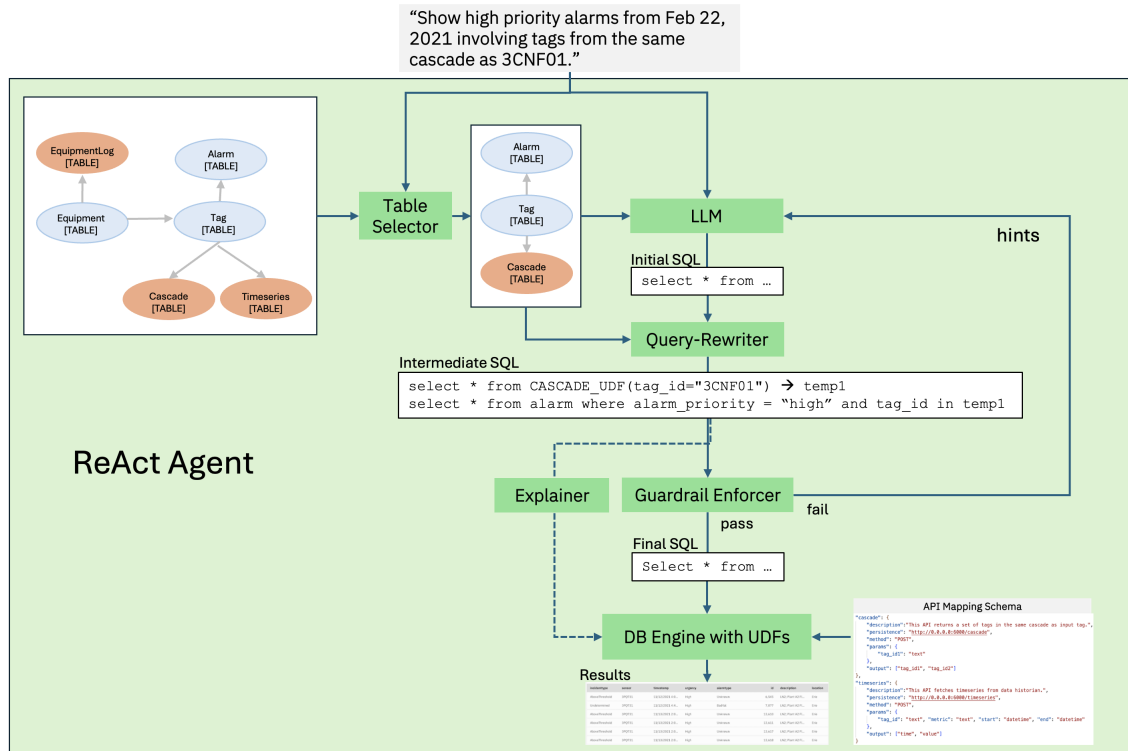 “Show high priority alarms from Feb 22,
2021 involving tags from the same
cascade as 3CNF01.”
EquipmentLog
[TABLE]
Alarm
[TABLE]
Equipment
[TABLE]
Tag
[TABLE]
Cascade
[TABLE]
Timeseries
[TABLE]
Table
Selector
Alarm
[TABLE]
Tag
[TABLE]
Cascade
[TABLE]
LLM
hints
Initial SQL
select * from …
Query-Rewriter
Intermediate SQL
select * from CASCADE_UDF(tag_id="3CNF01") → temp1
select * from alarm where alarm_priority = “high” and tag_id in temp1
ReAct Agent
Explainer
Guardrail Enforcer
fail
pass
Final SQL
Select * from …
DB Engine with UDFs
API Mapping Schema
"cascade": {
"description":"This API returns a set of tags in the same cascade as input tag.",
"persistence": "http://0.0.0.0:6000/cascade",
"method": "POST",
"params": {
"tag_id1": "text"
},
"output": ["tag_id1", "tag_id2"]
},
"timeseries": {
"description":"This API fetches timeseries from data historian.",
"persistence": "http://0.0.0.0:6000/timeseries",
"method": "POST",
"params": {
"tag_id": "text", "metric": "text", "start": "datetime", "end": "datetime"
},
"output": ["time", "value"]
}
Results